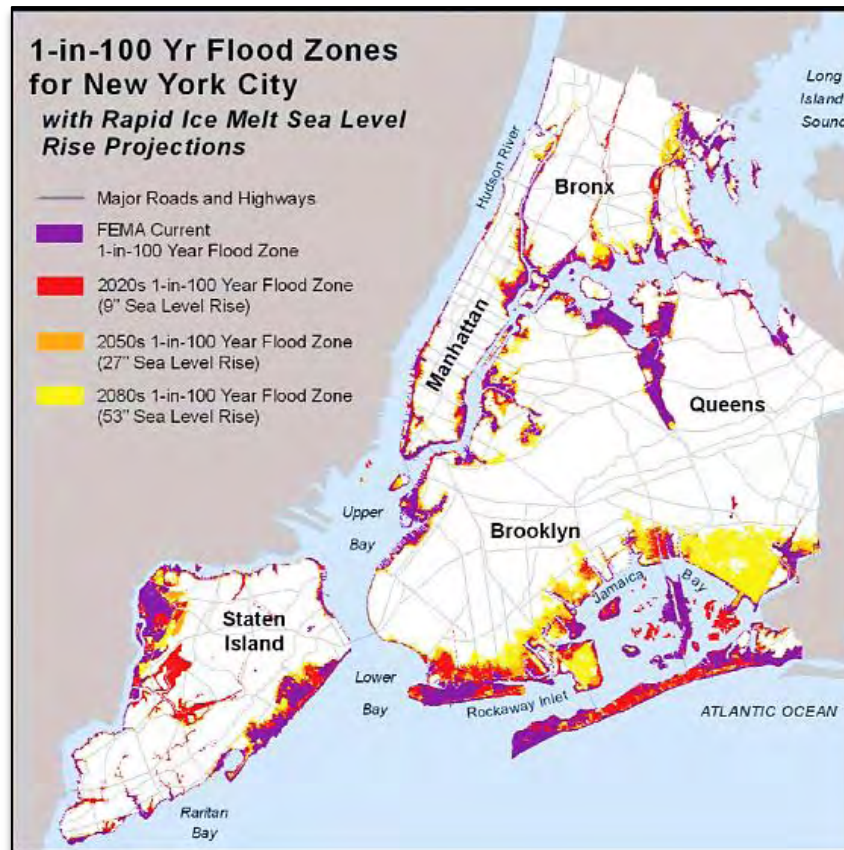 1-in-100 Yr Flood Zones
for New York City
with Rapid Ice Melt Sea Level
Rise Projections
Major Roads and Highways
FEMA Current
1-in-100 Year Flood Zone
2020s 1-in-100 Year Flood Zone
(9" Sea Level Rise)
2050s 1-in-100 Year Flood Zone
(27" Sea Level Rise)
2080s 1-in-100 Year Flood Zone
(53" Sea Level Rise)
Long
Island
Sound
Hudson River
Bronx
Manhattan
Queens
Upper
Bay
Brooklyn
Jamaica
Bay
Staten
Island
Lower
Bay
Rockaway Inlet
ATLANTIC OCEAN
Raritan
Bay